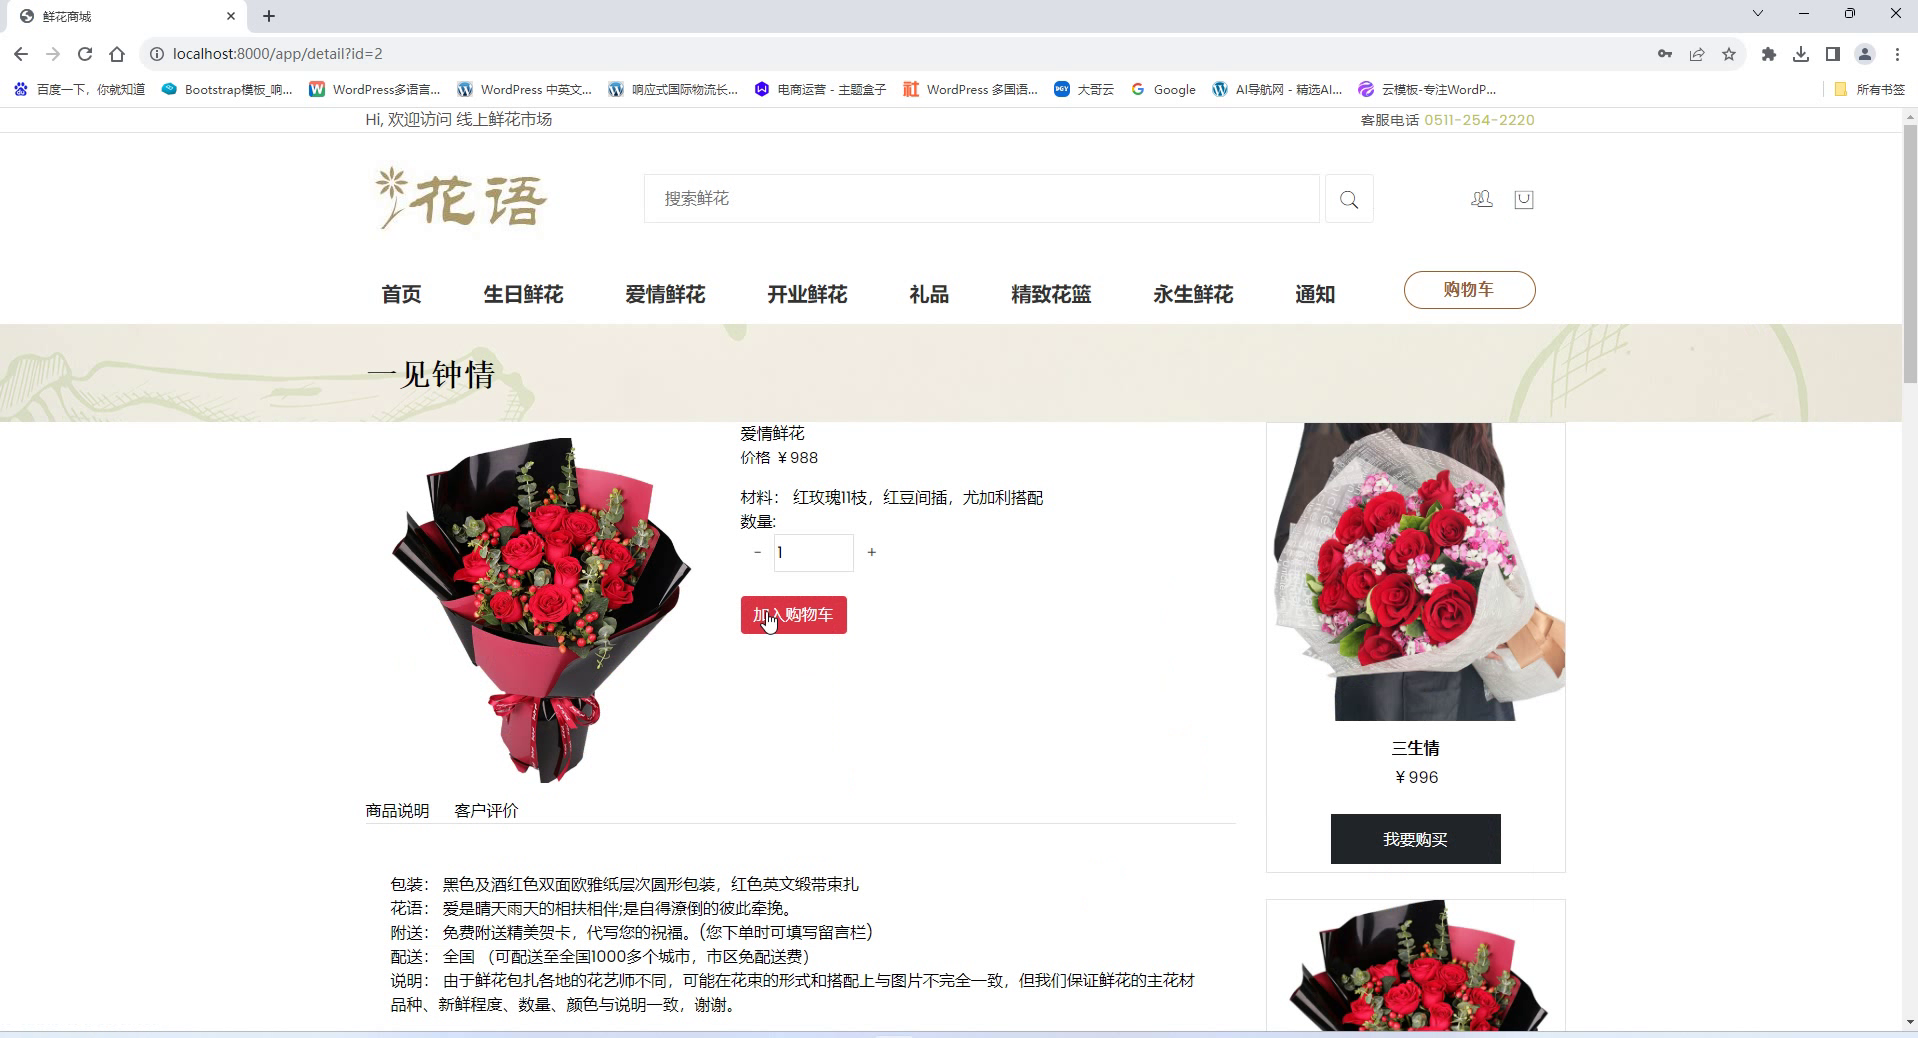 鲜花商城
localhost:8000/app/detail?id=2
百度一下，你就知道 Bootstrap模板_响... WordPress多语言... WordPress 中英文... 响应式国际物流长... 电商运营 - 主题盒子 WordPress 多国语... 大哥云 Google AI导航网 - 精选AI... 云模板-专注WordP... 所有书签
Hi, 欢迎访问 线上鲜花市场
客服电话 0511-254-2220
花语
搜索鲜花
首页 生日鲜花 爱情鲜花 开业鲜花 礼品 精致花篮 永生鲜花 通知 购物车
一见钟情
爱情鲜花
价格 ￥988
材料： 红玫瑰11枝，红豆间插，尤加利搭配
数量:
- 1 +
加入购物车
三生情
￥996
我要购买
商品说明 客户评价
包装： 黑色及酒红色双面欧雅纸层次圆形包装，红色英文缎带束扎
花语： 爱是晴天雨天的相扶相伴;是自得潦倒的彼此牵挽。
附送： 免费附送精美贺卡，代写您的祝福。(您下单时可填写留言栏)
配送： 全国 （可配送至全国1000多个城市，市区免配送费）
说明： 由于鲜花包扎各地的花艺师不同，可能在花束的形式和搭配上与图片不完全一致，但我们保证鲜花的主花材
品种、新鲜程度、数量、颜色与说明一致，谢谢。